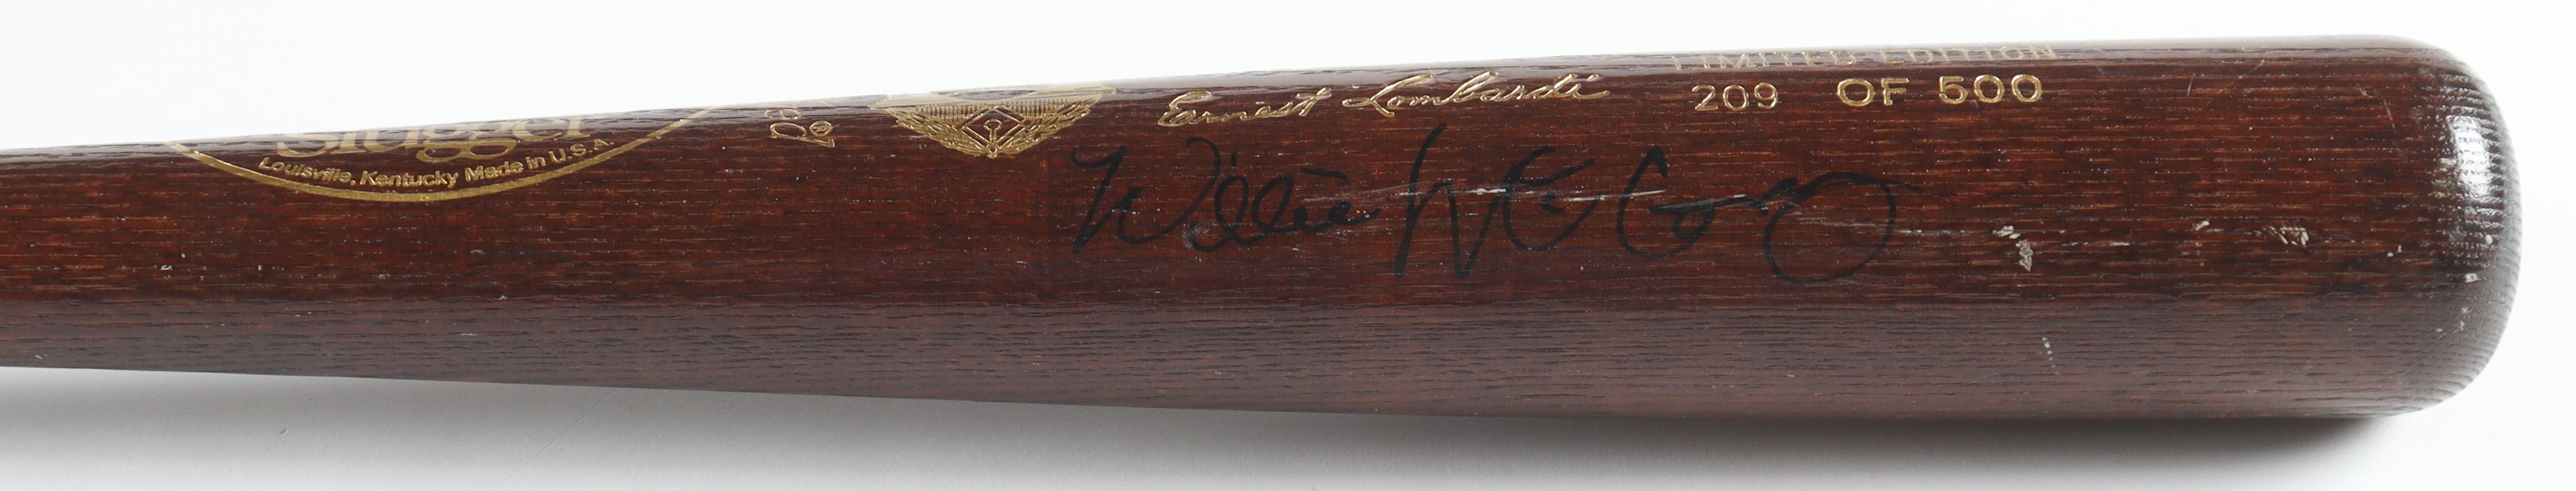 Slugger
Louisville, Kentucky Made in U.S.A.
Ernest Lombardi
LIMITED EDITION
209 OF 500
Willie McCovey